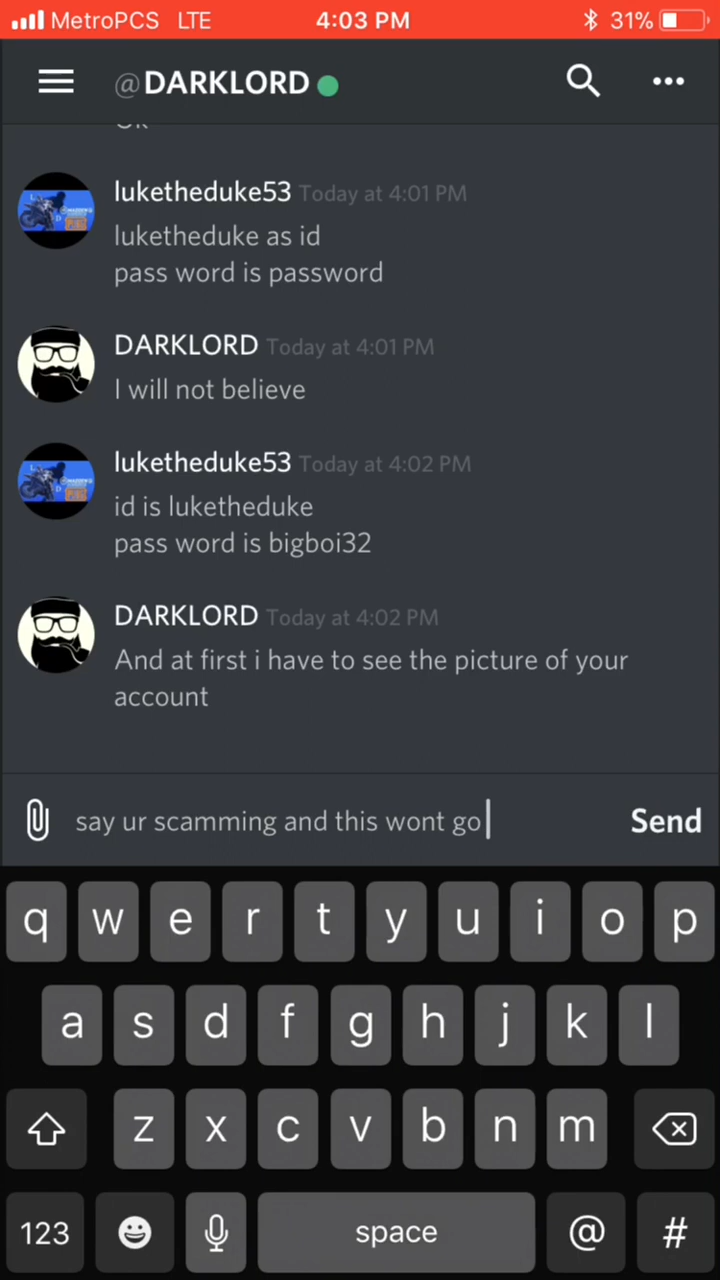 MetroPCS LTE 4:03 PM 31%
@DARKLORD
luketheduke53 Today at 4:01 PM
luketheduke as id
pass word is password
DARKLORD Today at 4:01 PM
I will not believe
luketheduke53 Today at 4:02 PM
id is luketheduke
pass word is bigboi32
DARKLORD Today at 4:02 PM
And at first i have to see the picture of your
account
say ur scamming and this wont go Send
q w e r t y u i o p
a s d f g h j k l
z x c v b n m
123 space @ #